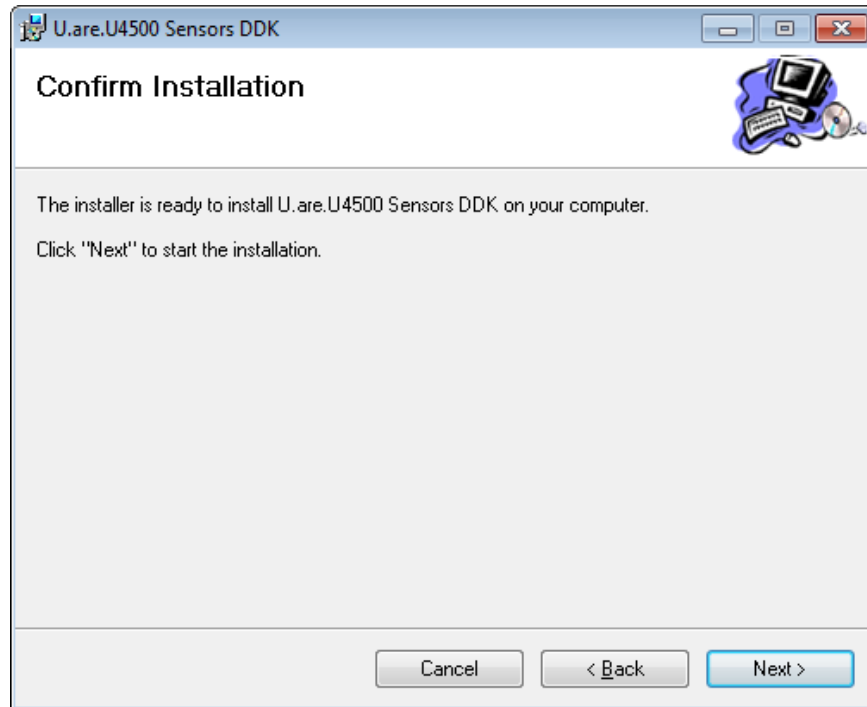 U.are.U4500 Sensors DDK
Confirm Installation
The installer is ready to install U.are.U4500 Sensors DDK on your computer.
Click "Next" to start the installation.
Cancel
< Back
Next >